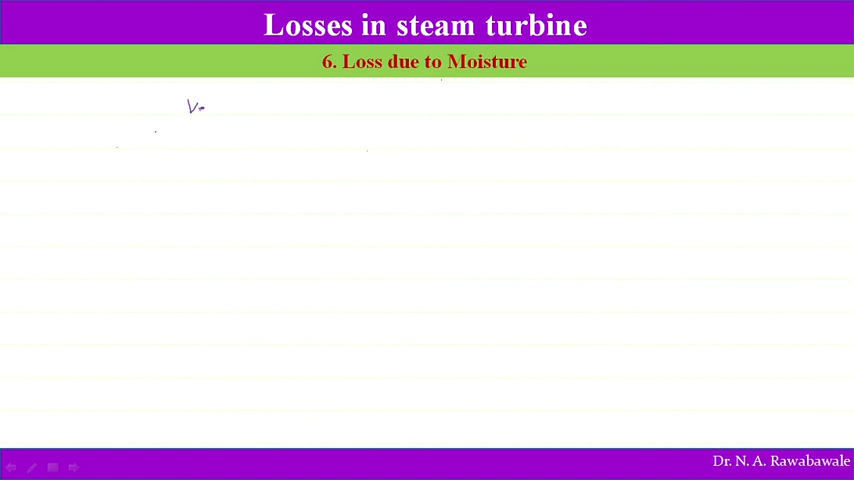 Losses in steam turbine
6. Loss due to Moisture
Dr. N. A. Rawabawale